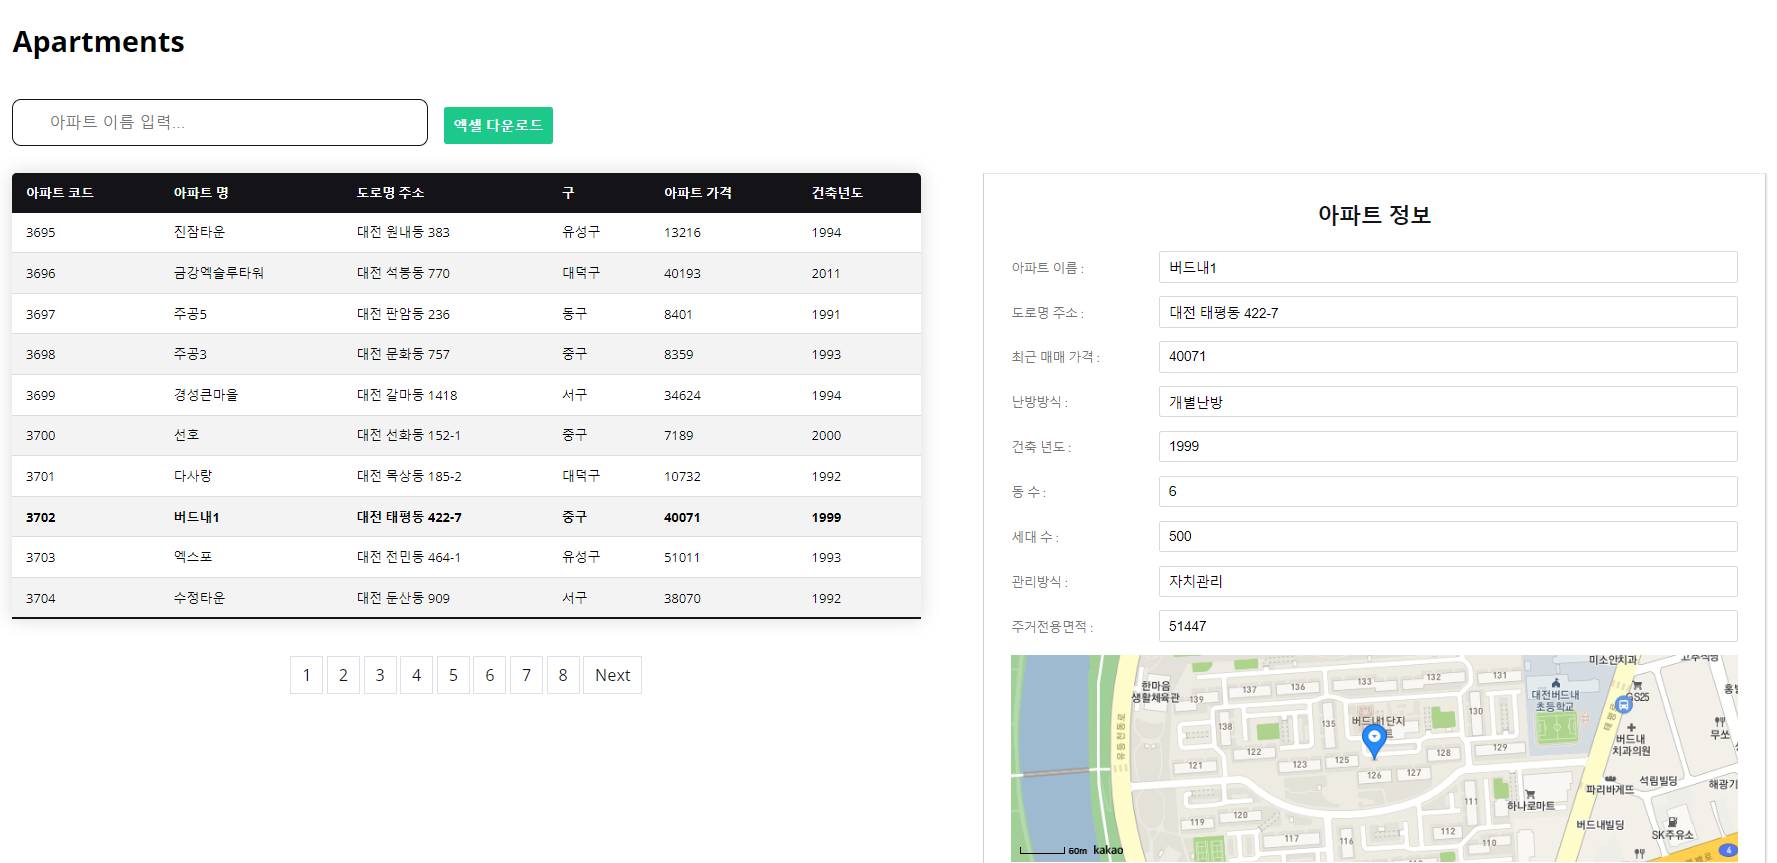 Apartments
아파트 이름 입력...
엑셀 다운로드
아파트 코드 아파트 명 도로명 주소 구 아파트 가격 건축년도
3695 진잠타운 대전 원내동 383 유성구 13216 1994
3696 금강엑슬루타워 대전 석봉동 770 대덕구 40193 2011
3697 주공5 대전 판암동 236 동구 8401 1991
3698 주공3 대전 문화동 757 중구 8359 1993
3699 경성큰마을 대전 갈마동 1418 서구 34624 1994
3700 선호 대전 선화동 152-1 중구 7189 2000
3701 다사랑 대전 목상동 185-2 대덕구 10732 1992
3702 버드내1 대전 태평동 422-7 중구 40071 1999
3703 엑스포 대전 전민동 464-1 유성구 51011 1993
3704 수정타운 대전 둔산동 909 서구 38070 1992
1 2 3 4 5 6 7 8 Next
아파트 정보
아파트 이름 : 버드내1
도로명 주소 : 대전 태평동 422-7
최근 매매 가격 : 40071
난방방식 : 개별난방
건축 년도 : 1999
동 수 : 6
세대 수 : 500
관리방식 : 자치관리
주거전용면적 : 51447
미소안치과
한마음
생활체육관
139
137
136
133
132
131
대전버드내
초등학교
GS25
138
135
버드내1단지
트
130
태평로
버드내
치과의원
무쏘
유등천동로
122
128
129
121
123
125
126
127
석림빌딩
파리바게뜨
해광기
111
하나로마트
119
120
117
112
110
버드내빌딩
SK주유소
60m kakao
4